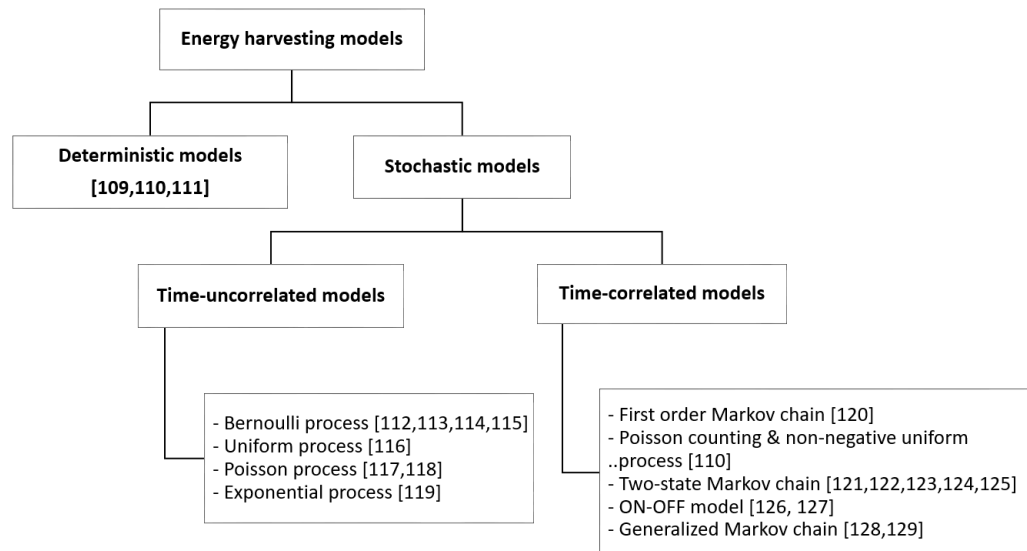 Energy harvesting models
Deterministic models
[109,110,111]
Stochastic models
Time-uncorrelated models
Time-correlated models
- Bernoulli process [112,113,114,115]
- Uniform process [116]
- Poisson process [117,118]
- Exponential process [119]
- First order Markov chain [120]
- Poisson counting & non-negative uniform
..process [110]
- Two-state Markov chain [121,122,123,124,125]
- ON-OFF model [126, 127]
- Generalized Markov chain [128,129]